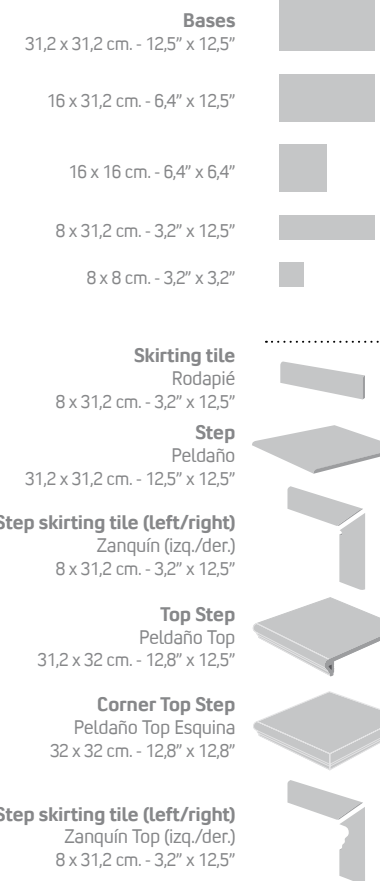 Bases
31,2 x 31,2 cm. - 12,5” x 12,5”
16 x 31,2 cm. - 6,4” x 12,5”
16 x 16 cm. - 6,4” x 6,4”
8 x 31,2 cm. - 3,2” x 12,5”
8 x 8 cm. - 3,2” x 3,2”
Skirting tile
Rodapié
8 x 31,2 cm. - 3,2” x 12,5”
Step
Peldaño
31,2 x 31,2 cm. - 12,5” x 12,5”
Step skirting tile (left/right)
Zanquín (izq./der.)
8 x 31,2 cm. - 3,2” x 12,5”
Top Step
Peldaño Top
31,2 x 32 cm. - 12,8” x 12,5”
Corner Top Step
Peldaño Top Esquina
32 x 32 cm. - 12,8” x 12,8”
Step skirting tile (left/right)
Zanquín Top (izq./der.)
8 x 31,2 cm. - 3,2” x 12,5”